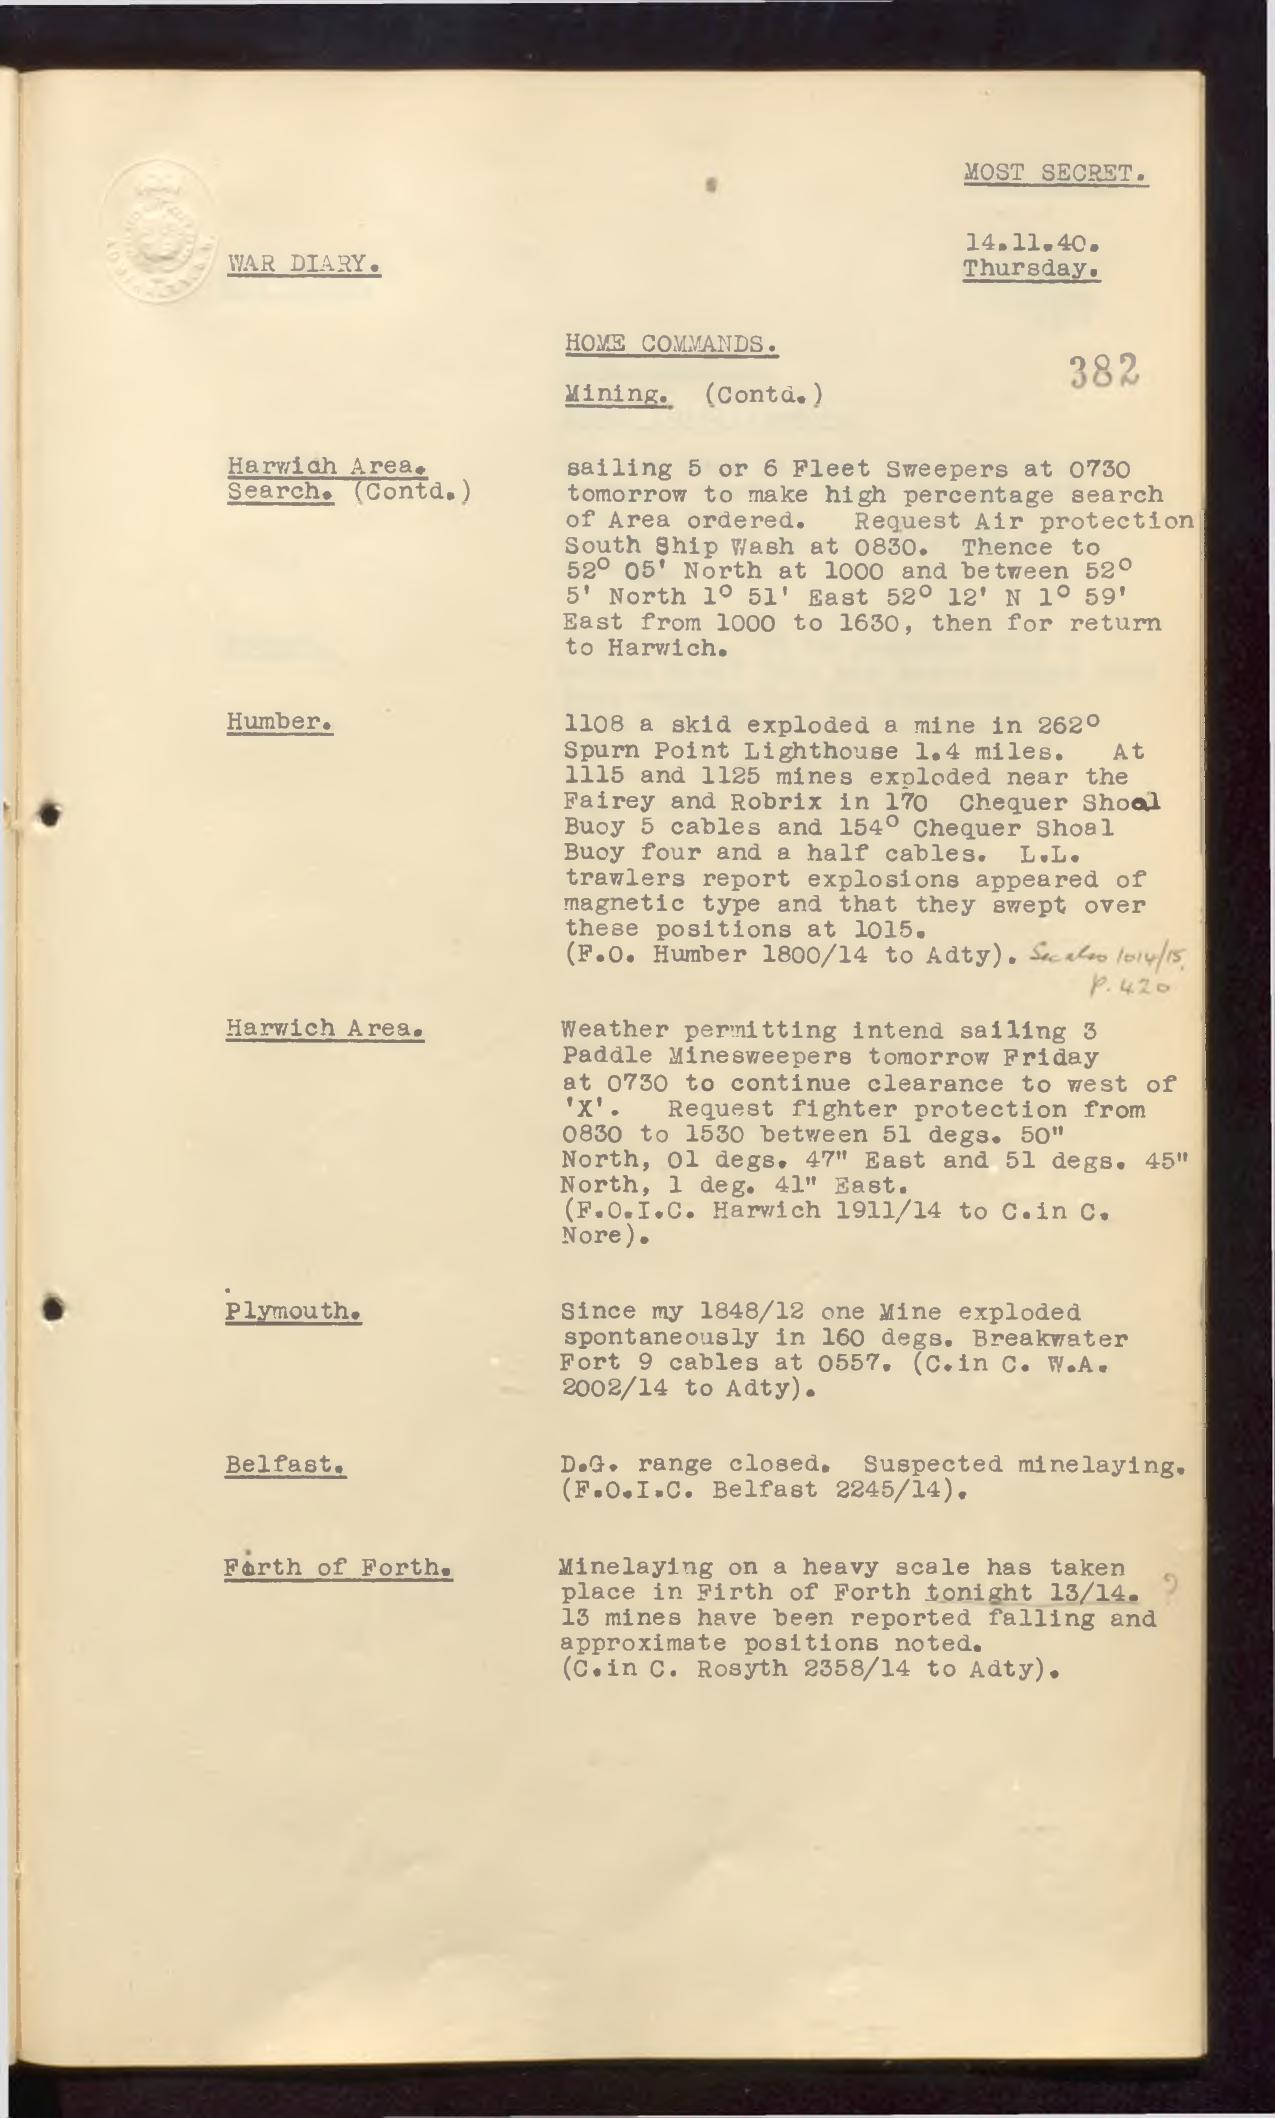 MOST SECRET.
14.11.40.
Thursday.
WAR DIARY.
HOME COMMANDS.
382
Mining. (Contd.)
Harwich Area.
Search. (Contd.)
sailing 5 or 6 Fleet Sweepers at 0730
tomorrow to make high percentage search
of Area ordered. Request Air protection
South Ship Wash at 0830. Thence to
52° 05' North at 1000 and between 52°
5' North 1° 51' East 52° 12' N 1° 59'
East from 1000 to 1630, then for return
to Harwich.
Humber.
1108 a skid exploded a mine in 262°
Spurn Point Lighthouse 1.4 miles. At
1115 and 1125 mines exploded near the
Fairey and Robrix in 170 Chequer Shoal
Buoy 5 cables and 154° Chequer Shoal
Buoy four and a half cables. L.L.
trawlers report explosions appeared of
magnetic type and that they swept over
these positions at 1015.
(F.O. Humber 1800/14 to Adty). See also 1014/15,
p. 420
Harwich Area.
Weather permitting intend sailing 3
Paddle Minesweepers tomorrow Friday
at 0730 to continue clearance to west of
'X'. Request fighter protection from
0830 to 1530 between 51 degs. 50"
North, 01 degs. 47" East and 51 degs. 45"
North, 1 deg. 41" East.
(F.O.I.C. Harwich 1911/14 to C.in C.
Nore).
Plymouth.
Since my 1848/12 one Mine exploded
spontaneously in 160 degs. Breakwater
Fort 9 cables at 0557. (C.in C. W.A.
2002/14 to Adty).
Belfast.
D.G. range closed. Suspected minelaying.
(F.O.I.C. Belfast 2245/14).
Firth of Forth.
Minelaying on a heavy scale has taken
place in Firth of Forth tonight 13/14. ?
13 mines have been reported falling and
approximate positions noted.
(C.in C. Rosyth 2358/14 to Adty).